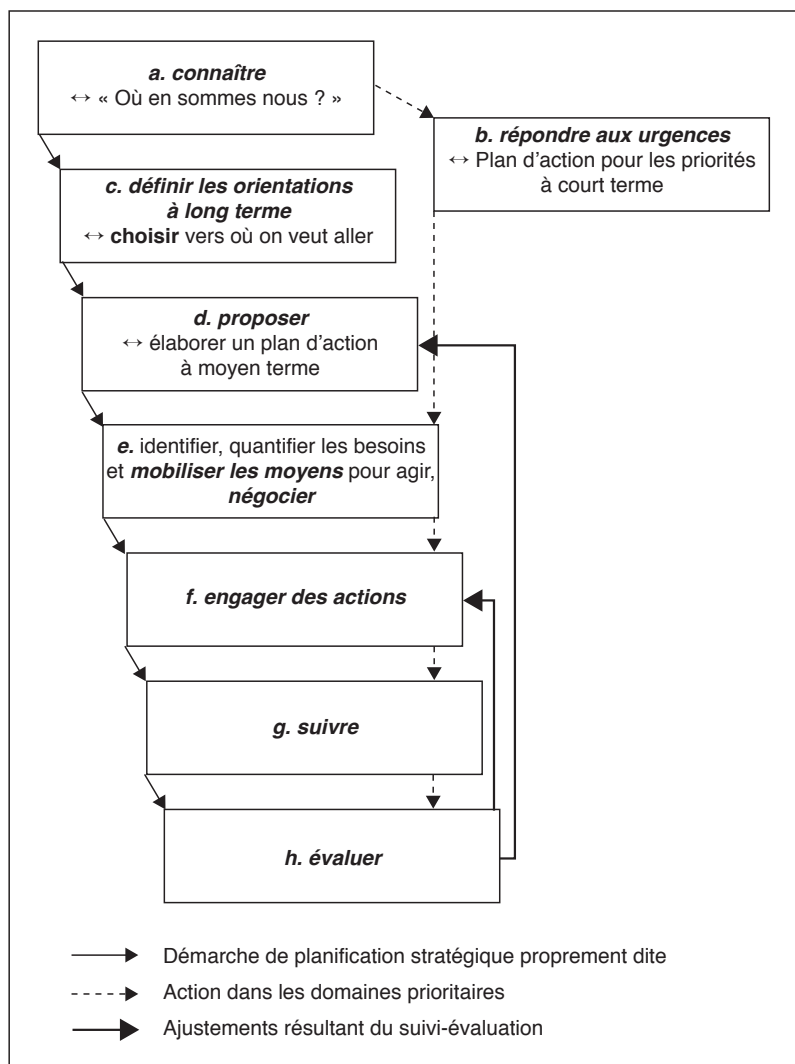 a. connaître
↔ « Où en sommes nous ? »
b. répondre aux urgences
↔ Plan d'action pour les priorités
à court terme
c. définir les orientations
à long terme
↔ choisir vers où on veut aller
d. proposer
↔ élaborer un plan d'action
à moyen terme
e. identifier, quantifier les besoins
et mobiliser les moyens pour agir,
négocier
f. engager des actions
g. suivre
h. évaluer
Démarche de planification stratégique proprement dite
Action dans les domaines prioritaires
Ajustements résultant du suivi-évaluation